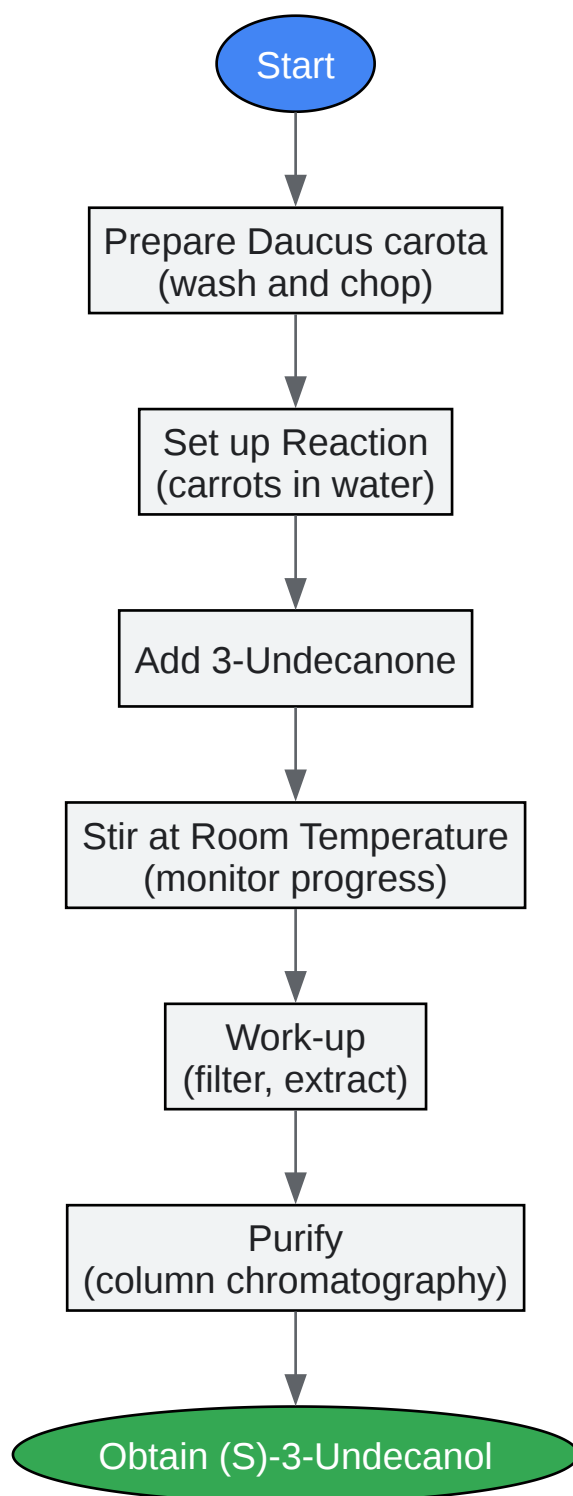 Start
Prepare Daucus carota
(wash and chop)
Set up Reaction
(carrots in water)
Add 3-Undecanone
Stir at Room Temperature
(monitor progress)
Work-up
(filter, extract)
Purify
(column chromatography)
Obtain (S)-3-Undecanol